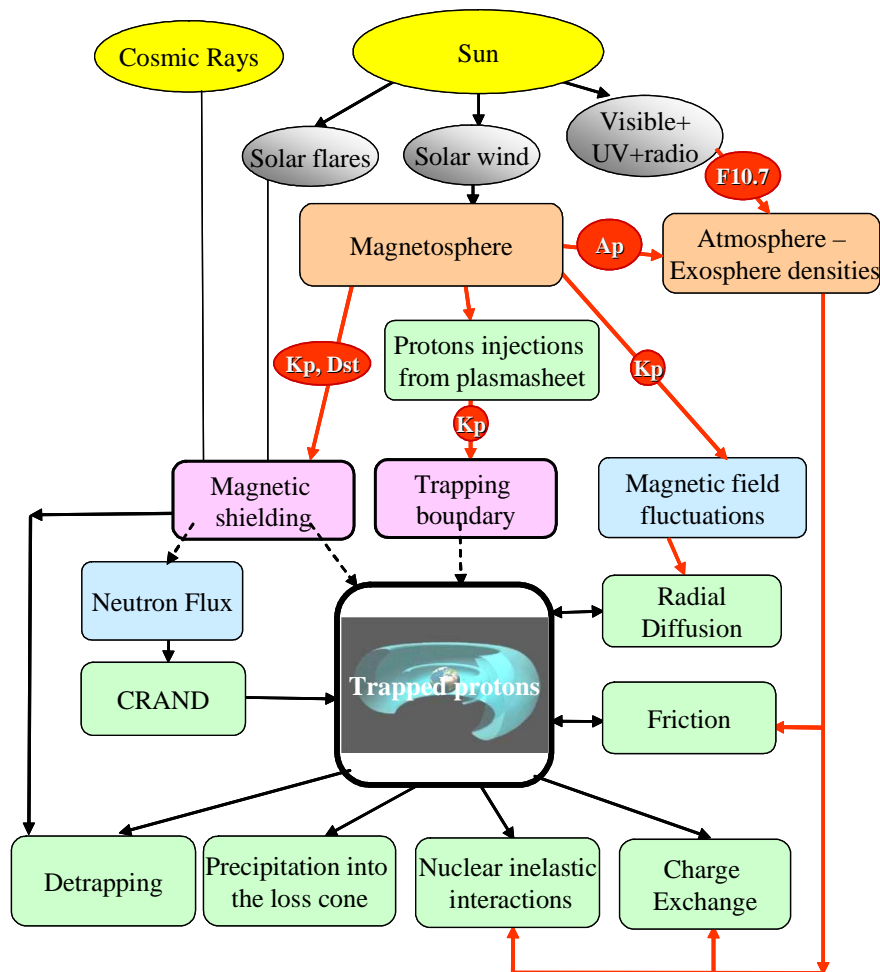 Cosmic Rays
Sun
Solar flares
Solar wind
Visible+
UV+radio
F10.7
Magnetosphere
Ap
Atmosphere –
Exosphere densities
Kp, Dst
Protons injections
from plasmasheet
Kp
Kp
Magnetic
shielding
Trapping
boundary
Magnetic field
fluctuations
Neutron Flux
Radial
Diffusion
CRAND
Trapped protons
Friction
Detrapping
Precipitation into
the loss cone
Nuclear inelastic
interactions
Charge
Exchange